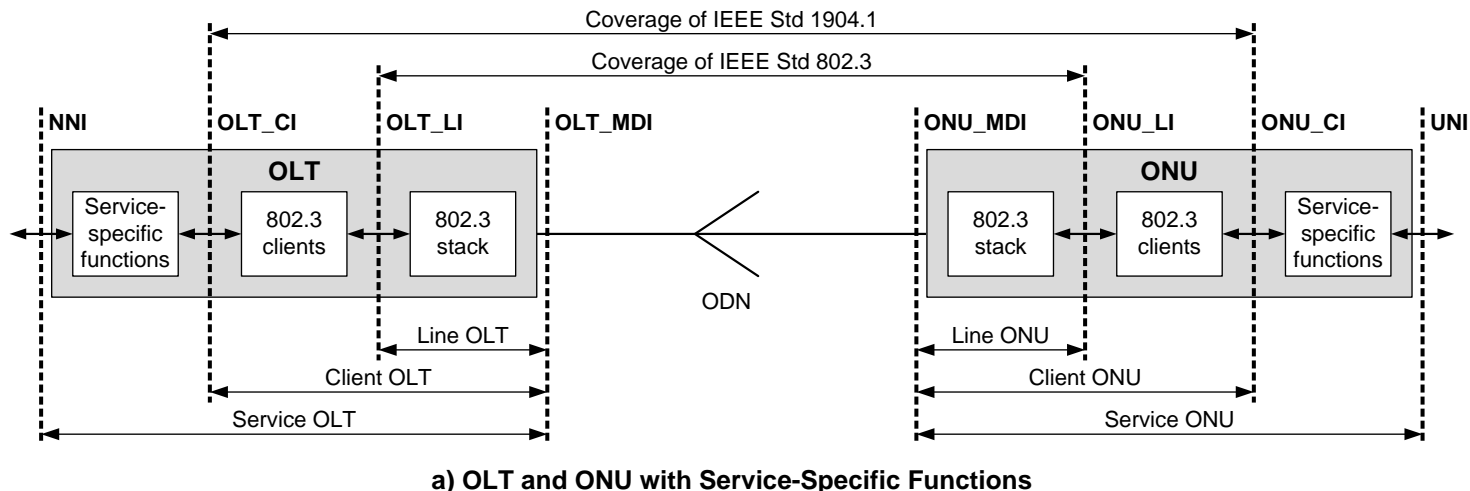 Coverage of IEEE Std 1904.1
Coverage of IEEE Std 802.3
NNI
OLT_CI
OLT_LI
OLT_MDI
ONU_MDI
ONU_LI
ONU_CI
UNI
OLT
ONU
Service-
specific
functions
802.3
clients
802.3
stack
802.3
stack
802.3
clients
Service-
specific
functions
ODN
Line OLT
Line ONU
Client OLT
Client ONU
Service OLT
Service ONU
a) OLT and ONU with Service-Specific Functions